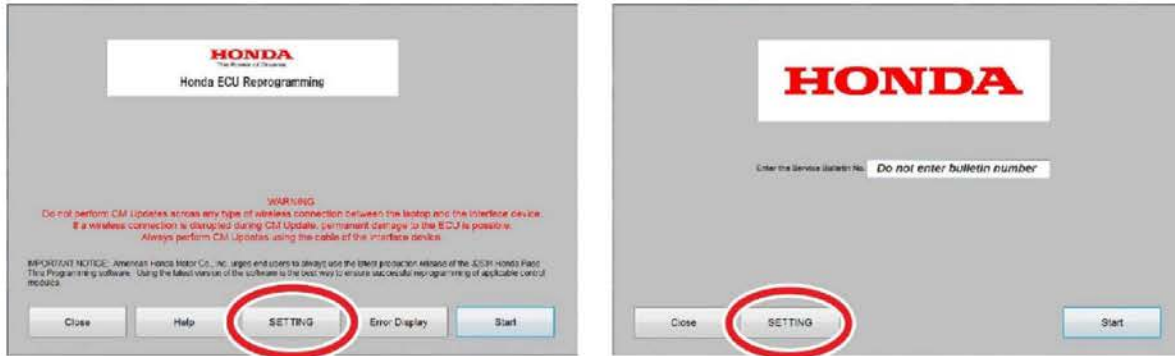 HONDA
The Power of Dreams
Honda ECU Reprogramming
WARNING
Do not perform CM Updates across any type of wireless connection between the laptop and the interface device.
If a wireless connection is disrupted during CM Update, permanent damage to the ECU is possible.
Always perform CM Updates using the cable of the interface device.
IMPORTANT NOTICE: American Honda Motor Co., Inc. urges end users to always use the latest production release of the J2534 Honda Pass
Thru Programming software. Using the latest version of the software is the best way to ensure successful reprogramming of applicable control
modules.
Close
Help
SETTING
Error Display
Start
HONDA
Enter the Service Bulletin No.
Do not enter bulletin number
Close
SETTING
Start